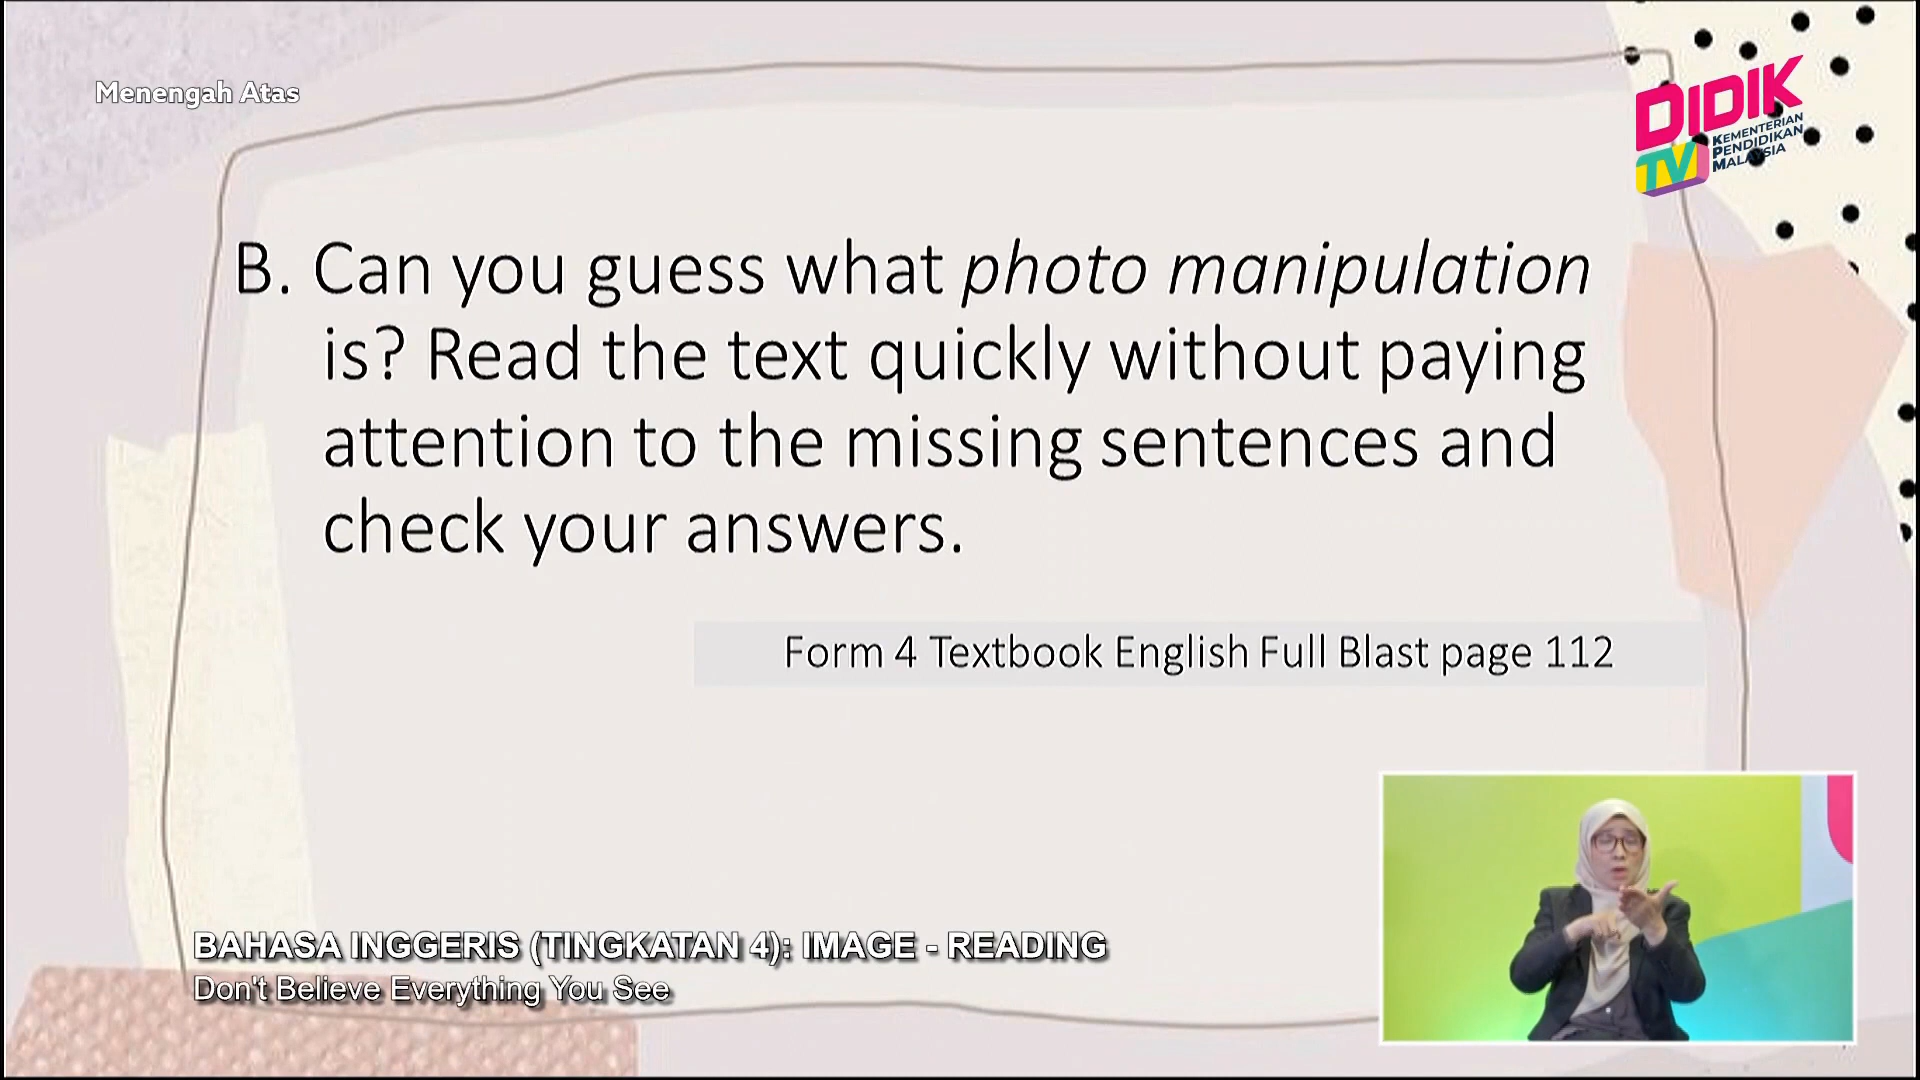 Menengah Atas
DIDIK
TV
KEMENTERIAN
PENDIDIKAN
MALAYSIA
B. Can you guess what photo manipulation
is? Read the text quickly without paying
attention to the missing sentences and
check your answers.
Form 4 Textbook English Full Blast page 112
BAHASA INGGERIS (TINGKATAN 4): IMAGE - READING
Don't Believe Everything You See